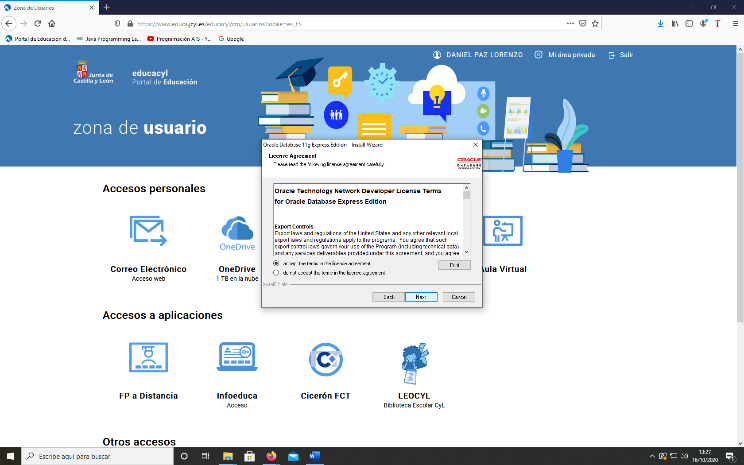 Zona de Usuarios
https://www.educa.jcyl.es/educacyl/cm/usuarios?locale=es_ES
Portal de Educación d...
Java Programming Le...
Programación ATS - Y...
Google
DANIEL PAZ LORENZO
Mi área privada
Salir
Junta de
Castilla y León
educacyl
Portal de Educación
zona de usuario
Oracle Database 11g Express Edition - Install Wizard
License Agreement
Please read the following license agreement carefully.
ORACLE
DATABASE
Oracle Technology Network Developer License Terms
for Oracle Database Express Edition
Export Controls
Export laws and regulations of the United States and any other relevant local
export laws and regulations apply to the programs. You agree that such
export control laws govern your use of the Program (including technical data)
and any services deliverables provided under this agreement, and you agree
I accept the terms in the license agreement
I do not accept the terms in the license agreement
Print
InstallShield
Back
Next
Cancel
Accesos personales
Correo Electrónico
Acceso web
OneDrive
OneDrive
1 TB en la nube
Aula Virtual
Accesos a aplicaciones
FP a Distancia
Infoeduca
Acceso
Cicerón FCT
LEOCYL
Biblioteca Escolar CyL
Otros accesos
Escribe aquí para buscar
13:27
16/10/2020